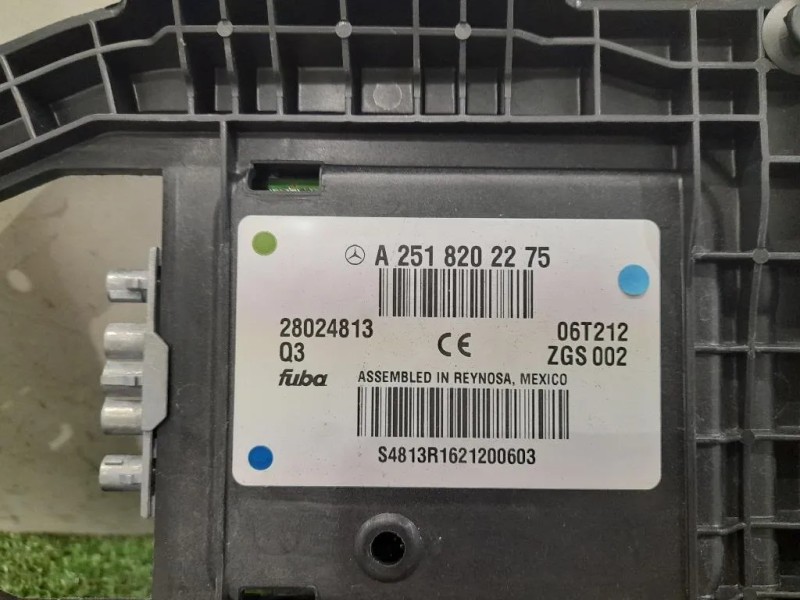 A 251 820 22 75
28024813 06T212
Q3 CE ZGS 002
fuba ASSEMBLED IN REYNOSA, MEXICO
S4813R1621200603